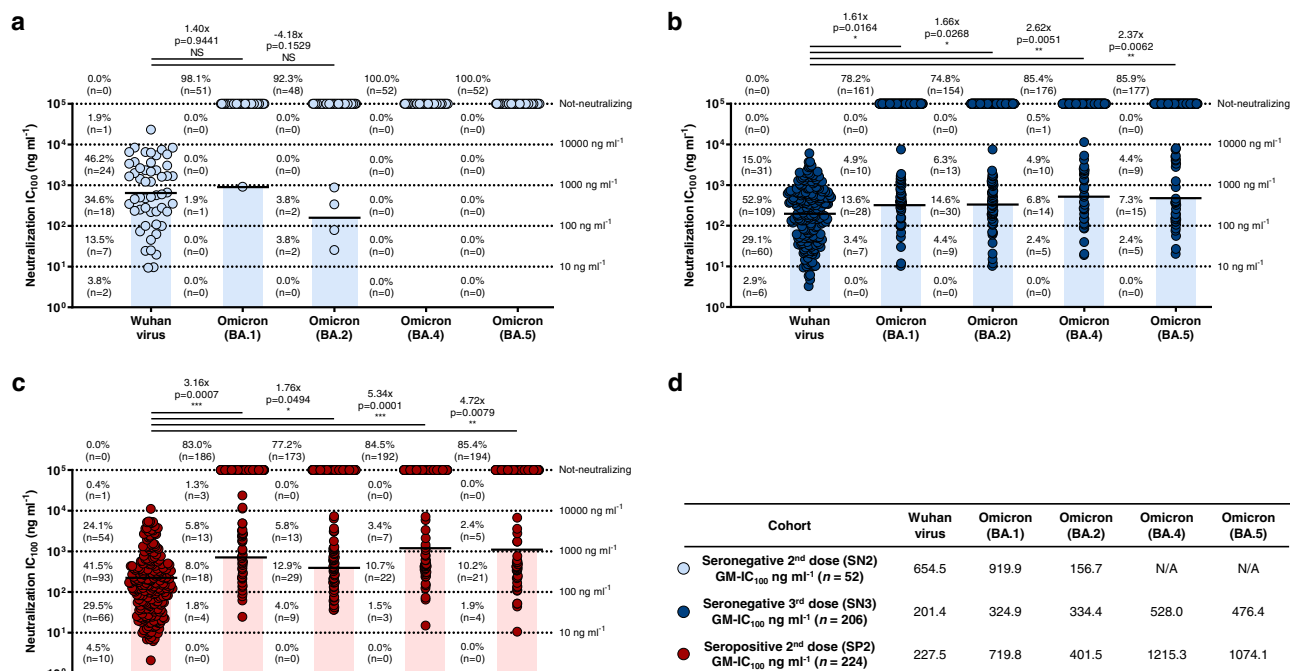 a
1.40x
p=0.9441
NS
-4.18x
p=0.1529
NS
0.0% 98.1% 92.3% 100.0% 100.0%
(n=0) (n=51) (n=48) (n=52) (n=52)
10⁵ Not-neutralizing
1.9% 0.0% 0.0% 0.0% 0.0%
(n=1) (n=0) (n=0) (n=0) (n=0)
10⁴ 10000 ng ml⁻¹
46.2% 0.0% 0.0% 0.0% 0.0%
(n=24) (n=0) (n=0) (n=0) (n=0)
10³ 1000 ng ml⁻¹
34.6% 1.9% 3.8% 0.0% 0.0%
(n=18) (n=1) (n=2) (n=0) (n=0)
10² 100 ng ml⁻¹
13.5% 0.0% 3.8% 0.0% 0.0%
(n=7) (n=0) (n=2) (n=0) (n=0)
10¹ 10 ng ml⁻¹
3.8% 0.0% 0.0% 0.0% 0.0%
(n=2) (n=0) (n=0) (n=0) (n=0)
10⁰
Neutralization IC₁₀₀ (ng ml⁻¹)
Wuhan Omicron Omicron Omicron Omicron
virus (BA.1) (BA.2) (BA.4) (BA.5)
b
1.61x
p=0.0164
*
1.66x
p=0.0268
*
2.62x
p=0.0051
**
2.37x
p=0.0062
**
0.0% 78.2% 74.8% 85.4% 85.9%
(n=0) (n=161) (n=154) (n=176) (n=177)
10⁵ Not-neutralizing
0.0% 0.0% 0.0% 0.5% 0.0%
(n=0) (n=0) (n=0) (n=1) (n=0)
10⁴ 10000 ng ml⁻¹
15.0% 4.9% 6.3% 4.9% 4.4%
(n=31) (n=10) (n=13) (n=10) (n=9)
10³ 1000 ng ml⁻¹
52.9% 13.6% 14.6% 6.8% 7.3%
(n=109) (n=28) (n=30) (n=14) (n=15)
10² 100 ng ml⁻¹
29.1% 3.4% 4.4% 2.4% 2.4%
(n=60) (n=7) (n=9) (n=5) (n=5)
10¹ 10 ng ml⁻¹
2.9% 0.0% 0.0% 0.0% 0.0%
(n=6) (n=0) (n=0) (n=0) (n=0)
10⁰
Neutralization IC₁₀₀ (ng ml⁻¹)
Wuhan Omicron Omicron Omicron Omicron
virus (BA.1) (BA.2) (BA.4) (BA.5)
c
3.16x
p=0.0007
***
1.76x
p=0.0494
*
5.34x
p=0.0001
***
4.72x
p=0.0079
**
0.0% 83.0% 77.2% 84.5% 85.4%
(n=0) (n=186) (n=173) (n=192) (n=194)
10⁵ Not-neutralizing
0.4% 1.3% 0.0% 0.0% 0.0%
(n=1) (n=3) (n=0) (n=0) (n=0)
10⁴ 10000 ng ml⁻¹
24.1% 5.8% 5.8% 3.4% 2.4%
(n=54) (n=13) (n=13) (n=7) (n=5)
10³ 1000 ng ml⁻¹
41.5% 8.0% 12.9% 10.7% 10.2%
(n=93) (n=18) (n=29) (n=22) (n=21)
10² 100 ng ml⁻¹
29.5% 1.8% 4.0% 1.5% 1.9%
(n=66) (n=4) (n=9) (n=3) (n=4)
10¹ 10 ng ml⁻¹
4.5% 0.0% 0.0% 0.0% 0.0%
(n=10) (n=0) (n=0) (n=0) (n=0)
Neutralization IC₁₀₀ (ng ml⁻¹)
d
Cohort Wuhan virus Omicron (BA.1) Omicron (BA.2) Omicron (BA.4) Omicron (BA.5)
Seronegative 2ⁿᵈ dose (SN2)
GM-IC₁₀₀ ng ml⁻¹ (n = 52) 654.5 919.9 156.7 N/A N/A
Seronegative 3ʳᵈ dose (SN3)
GM-IC₁₀₀ ng ml⁻¹ (n = 206) 201.4 324.9 334.4 528.0 476.4
Seropositive 2ⁿᵈ dose (SP2)
GM-IC₁₀₀ ng ml⁻¹ (n = 224) 227.5 719.8 401.5 1215.3 1074.1